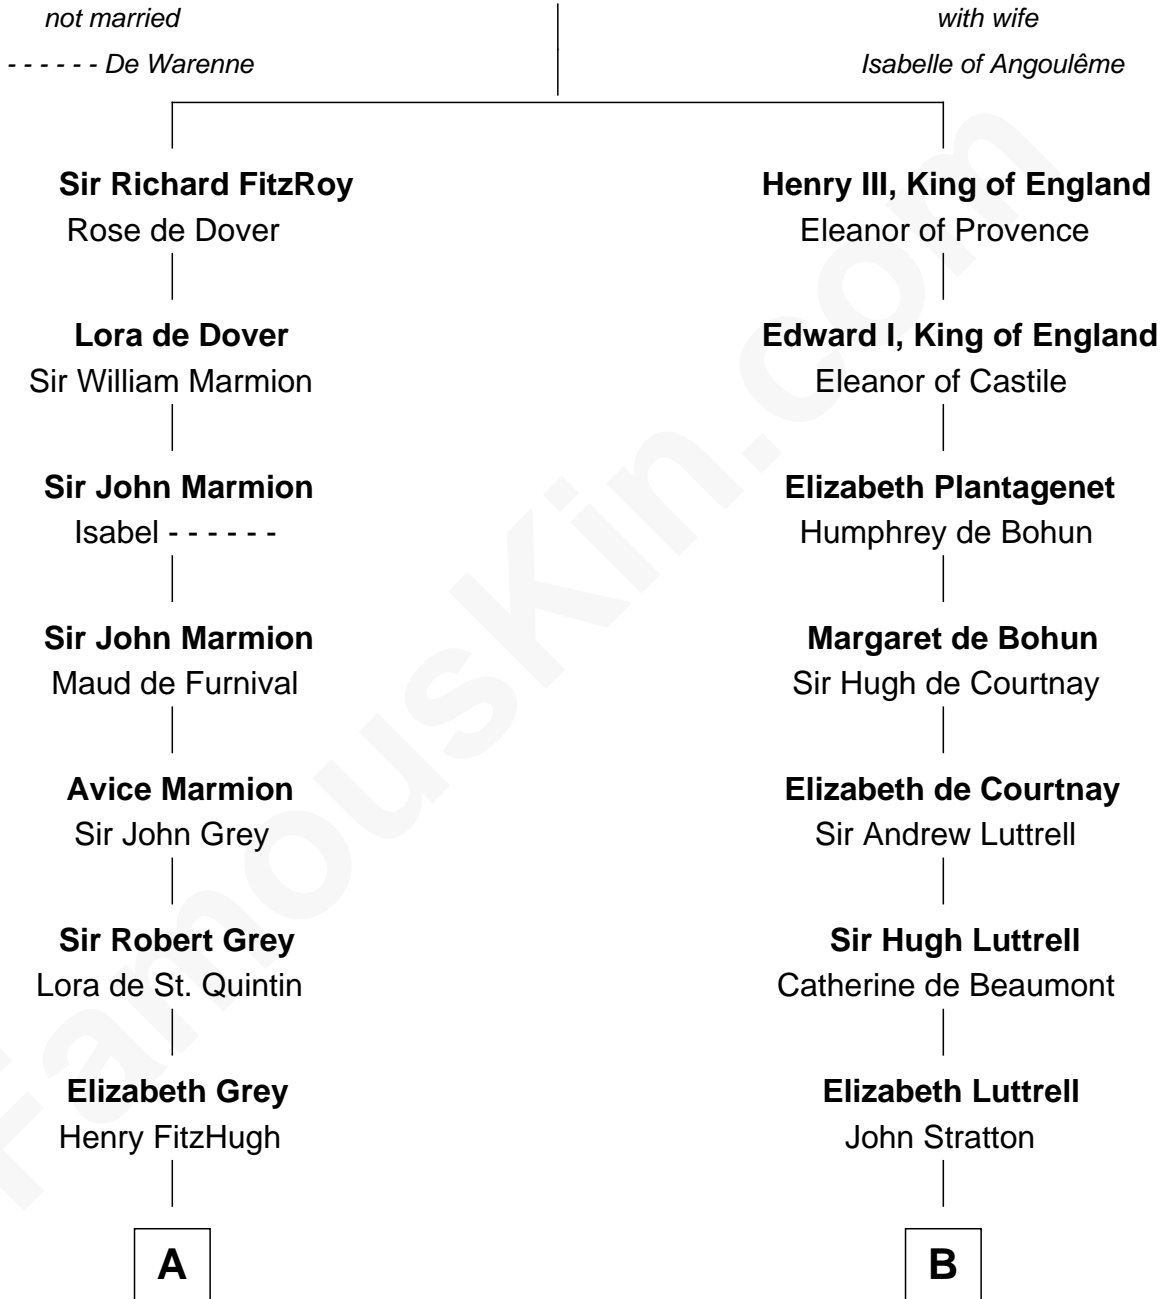 not married
with wife
- - - - - - De Warenne
Isabelle of Angoulême
Sir Richard FitzRoy
Rose de Dover
Henry III, King of England
Eleanor of Provence
Lora de Dover
Sir William Marmion
Edward I, King of England
Eleanor of Castile
Sir John Marmion
Isabel - - - - - -
Elizabeth Plantagenet
Humphrey de Bohun
Sir John Marmion
Maud de Furnival
Margaret de Bohun
Sir Hugh de Courtnay
Avice Marmion
Sir John Grey
Elizabeth de Courtnay
Sir Andrew Luttrell
Sir Robert Grey
Lora de St. Quintin
Sir Hugh Luttrell
Catherine de Beaumont
Elizabeth Grey
Henry FitzHugh
Elizabeth Luttrell
John Stratton
A
B
FamousKin.com